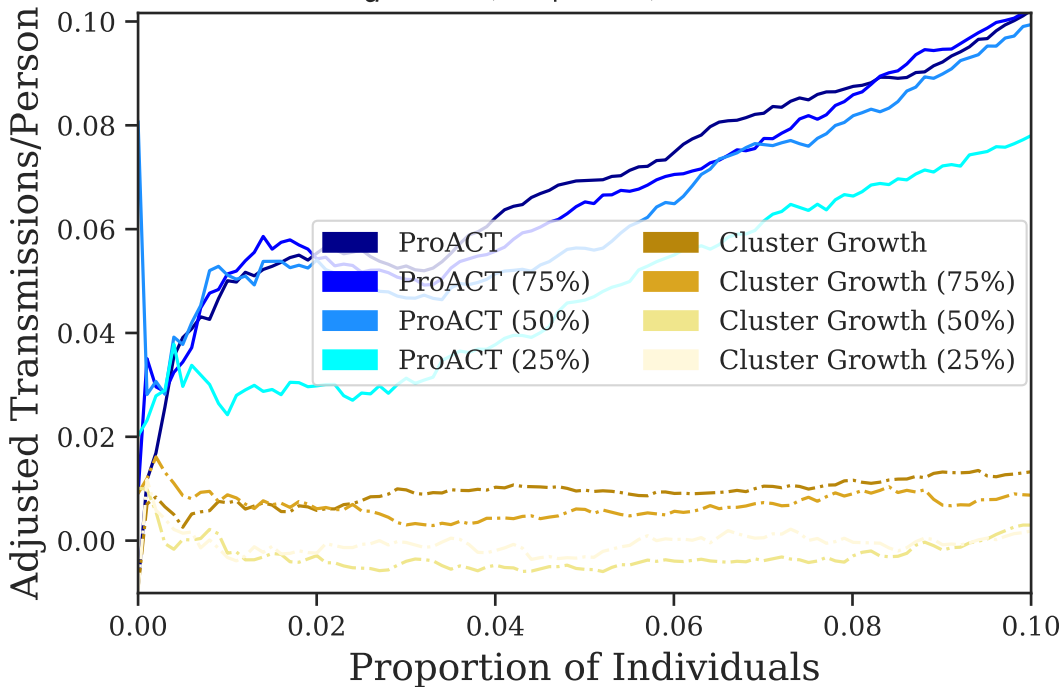 Adjusted Transmissions/Person
0.10
0.08
0.06
0.04
0.02
0.00
ProACT
ProACT (75%)
ProACT (50%)
ProACT (25%)
Cluster Growth
Cluster Growth (75%)
Cluster Growth (50%)
Cluster Growth (25%)
0.00 0.02 0.04 0.06 0.08 0.10
Proportion of Individuals